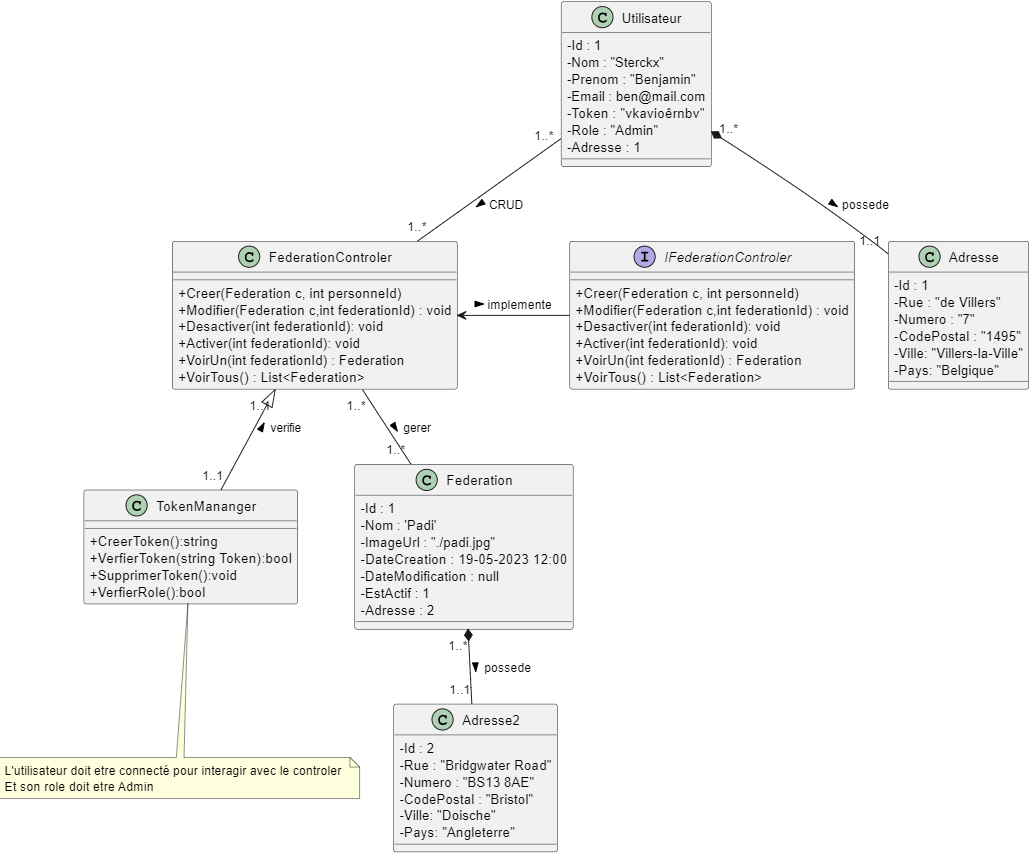 C Utilisateur
-Id : 1
-Nom : "Sterckx"
-Prenom : "Benjamin"
-Email : ben@mail.com
-Token : "vkavioêrnbv"
-Role : "Admin"
-Adresse : 1
1..*
1..*
CRUD
possede
1..*
1..1
C FederationControler
+Creer(Federation c, int personneId)
+Modifier(Federation c,int federationId) : void
+Desactiver(int federationId): void
+Activer(int federationId): void
+VoirUn(int federationId) : Federation
+VoirTous() : List<Federation>
implemente
I IFederationControler
+Creer(Federation c, int personneId)
+Modifier(Federation c,int federationId) : void
+Desactiver(int federationId): void
+Activer(int federationId): void
+VoirUn(int federationId) : Federation
+VoirTous() : List<Federation>
C Adresse
-Id : 1
-Rue : "de Villers"
-Numero : "7"
-CodePostal : "1495"
-Ville: "Villers-la-Ville"
-Pays: "Belgique"
1..1
1..*
verifie
gerer
1..*
1..1
C TokenMananger
+CreerToken():string
+VerfierToken(string Token):bool
+SupprimerToken():void
+VerfierRole():bool
C Federation
-Id : 1
-Nom : 'Padi'
-ImageUrl : "./padi.jpg"
-DateCreation : 19-05-2023 12:00
-DateModification : null
-EstActif : 1
-Adresse : 2
1..*
possede
1..1
L'utilisateur doit etre connecté pour interagir avec le controler
Et son role doit etre Admin
C Adresse2
-Id : 2
-Rue : "Bridgwater Road"
-Numero : "BS13 8AE"
-CodePostal : "Bristol"
-Ville: "Doische"
-Pays: "Angleterre"